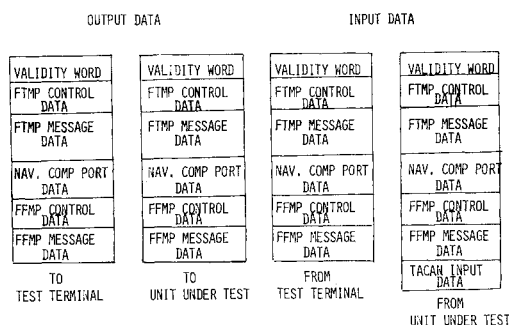 OUTPUT DATA
INPUT DATA
VALIDITY WORD
FTMP CONTROL
DATA
FTMP MESSAGE
DATA
NAV. COMP PORT
DATA
FFMP CONTROL
DATA
FFMP MESSAGE
DATA
TO
TEST TERMINAL
VALIDITY WORD
FTMP CONTROL
DATA
FTMP MESSAGE
DATA
NAV. COMP PORT
DATA
FFMP CONTROL
DATA
FFMP MESSAGE
DATA
TO
UNIT UNDER TEST
VALIDITY WORD
FTMP CONTROL
DATA
FTMP MESSAGE
DATA
NAV. COMP PORT
DATA
FFMP CONTROL
DATA
FFMP MESSAGE
DATA
FROM
TEST TERMINAL
VALIDITY WORD
FTMP CONTROL
DATA
FTMP MESSAGE
DATA
NAV. COMP PORT
DATA
FFMP CONTROL
DATA
FFMP MESSAGE
DATA
TACAN INPUT
DATA
FROM
UNIT UNDER TEST